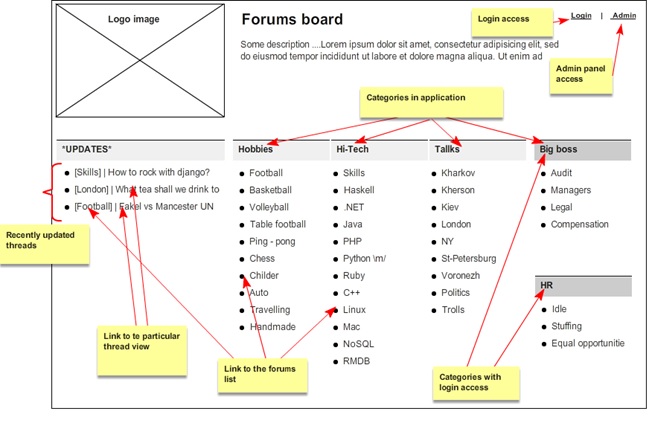 Logo image
Forums board
Some description ....Lorem ipsum dolor sit amet, consectetur adipisicing elit, sed
do eiusmod tempor incididunt ut labore et dolore magna aliqua. Ut enim ad
Login access
Login | Admin
Admin panel
access
Categories in application
*UPDATES*
[Skills] | How to rock with django?
[London] | What tea shall we drink to
[Football] | Fakel vs Mancester UN
Recently updated
threads
Hobbies
Football
Basketball
Volleyball
Table football
Ping - pong
Chess
Childer
Auto
Travelling
Handmade
Hi-Tech
Skills
Haskell
.NET
Java
PHP
Python \m/
Ruby
C++
Linux
Mac
NoSQL
RMDB
Tallks
Kharkov
Kherson
Kiev
London
NY
St-Petersburg
Voronezh
Politics
Trolls
Big boss
Audit
Managers
Legal
Compensation
HR
Idle
Stuffing
Equal opportunitie
Link to te particular
thread view
Link to the forums
list
Categories with
login access